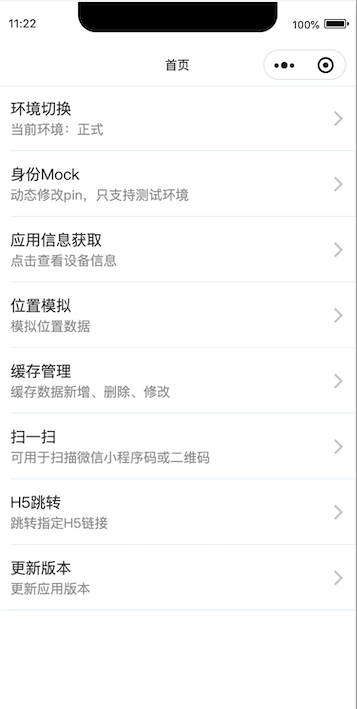 11:22
100%
首页
环境切换
当前环境：正式
身份Mock
动态修改pin，只支持测试环境
应用信息获取
点击查看设备信息
位置模拟
模拟位置数据
缓存管理
缓存数据新增、删除、修改
扫一扫
可用于扫描微信小程序码或二维码
H5跳转
跳转指定H5链接
更新版本
更新应用版本